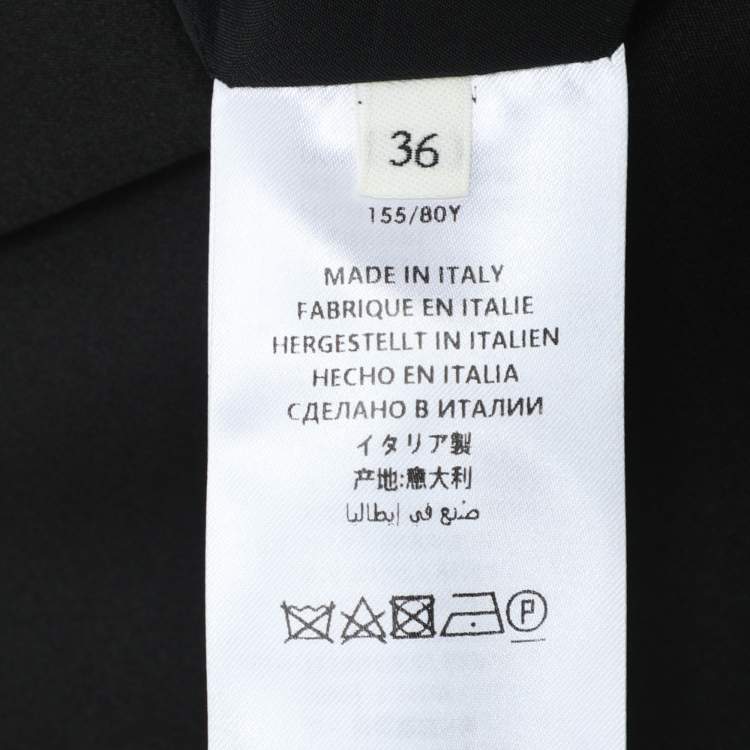 36
155/80Y
MADE IN ITALY
FABRIQUE EN ITALIE
HERGESTELLT IN ITALIEN
HECHO EN ITALIA
СДЕЛАНО В ИТАЛИИ
イタリア製
产地:意大利
صنع في إيطاليا
P